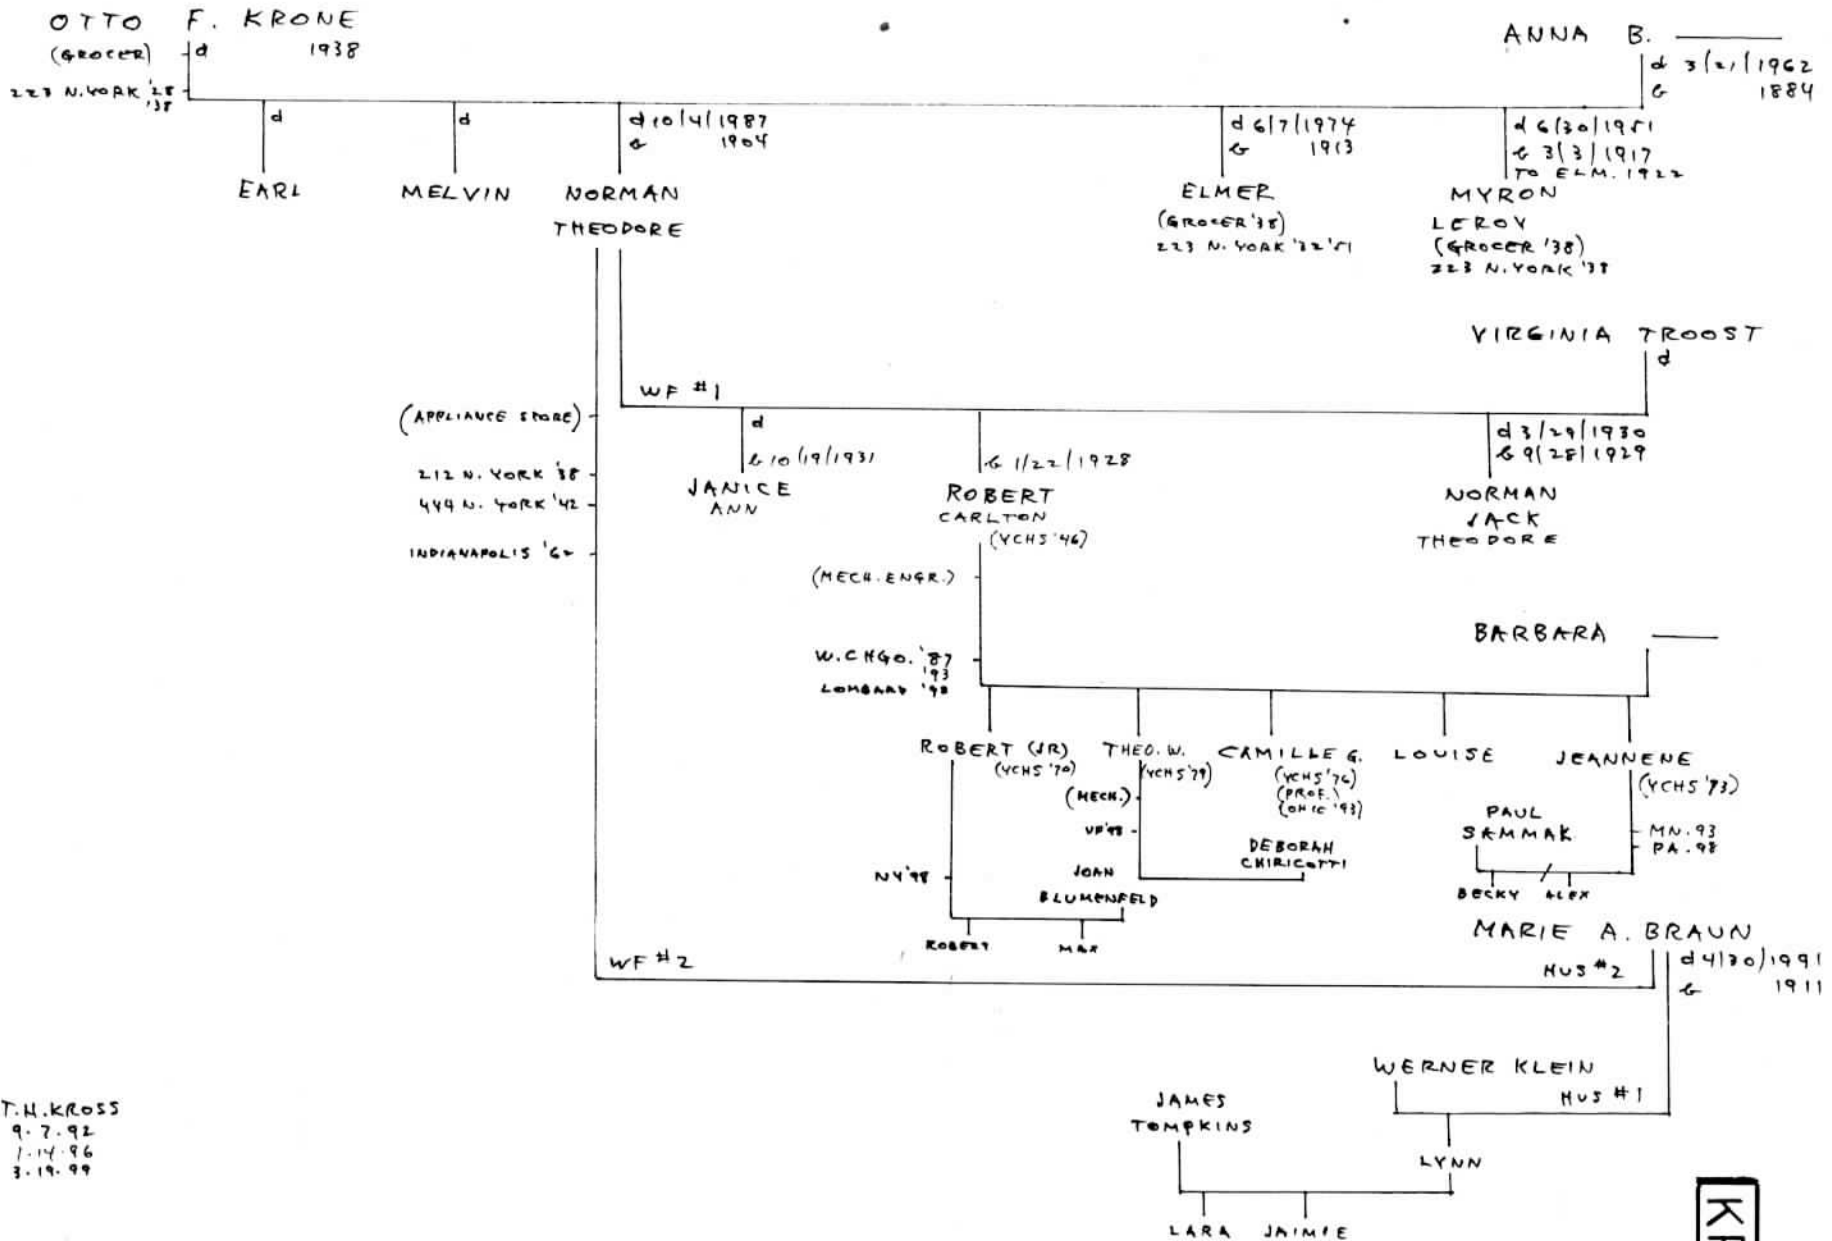 OTTO F. KRONE
(GROCER) d 1938
223 N. YORK '28
'38
ANNA B.
d 3/21/1962
b 1884
d
EARL
d
MELVIN
d 10/4/1987
b 1904
NORMAN
THEODORE
d 6/7/1974
b 1913
ELMER
(GROCER '38)
223 N. YORK '32 '51
d 6/30/1951
b 3/3/1917
TO ELM. 1922
MYRON
LEROY
(GROCER '38)
223 N. YORK '38
VIRGINIA TROOST
d
WF #1
(APPLIANCE STORE)
212 N. YORK '38
444 N. YORK '42
INDIANAPOLIS
d
b 10/19/1931
JANICE
ANN
b 1/22/1928
ROBERT
CARLTON
(YCHS '46)
(MECH. ENGR.)
W. CHGO. '87
'93
LOMBARD '98
d 3/29/1930
b 9/28/1929
NORMAN
JACK
THEODORE
BARBARA
ROBERT (JR)
(YCHS '70)
NY '98
THEO. W.
(YCHS '79)
(MECH.)
CAMILLE G.
(YCHS '76)
(PROF.)
LOUISE
JEANNENE
MN. 93
PA. 98
PAUL
SAMMAK
BECKY ALEX
DEBORAH
CHIRICOTTI
JOAN
BLUMENFELD
ROBERT MAX
MARIE A. BRAUN
d 4/30/1991
b 1911
WF #2
HUS #2
WERNER KLEIN
HUS #1
JAMES
TOMPKINS
LYNN
LARA JAIMIE
T.H. KROSS
9.7.92
1.14.96
3.19.99